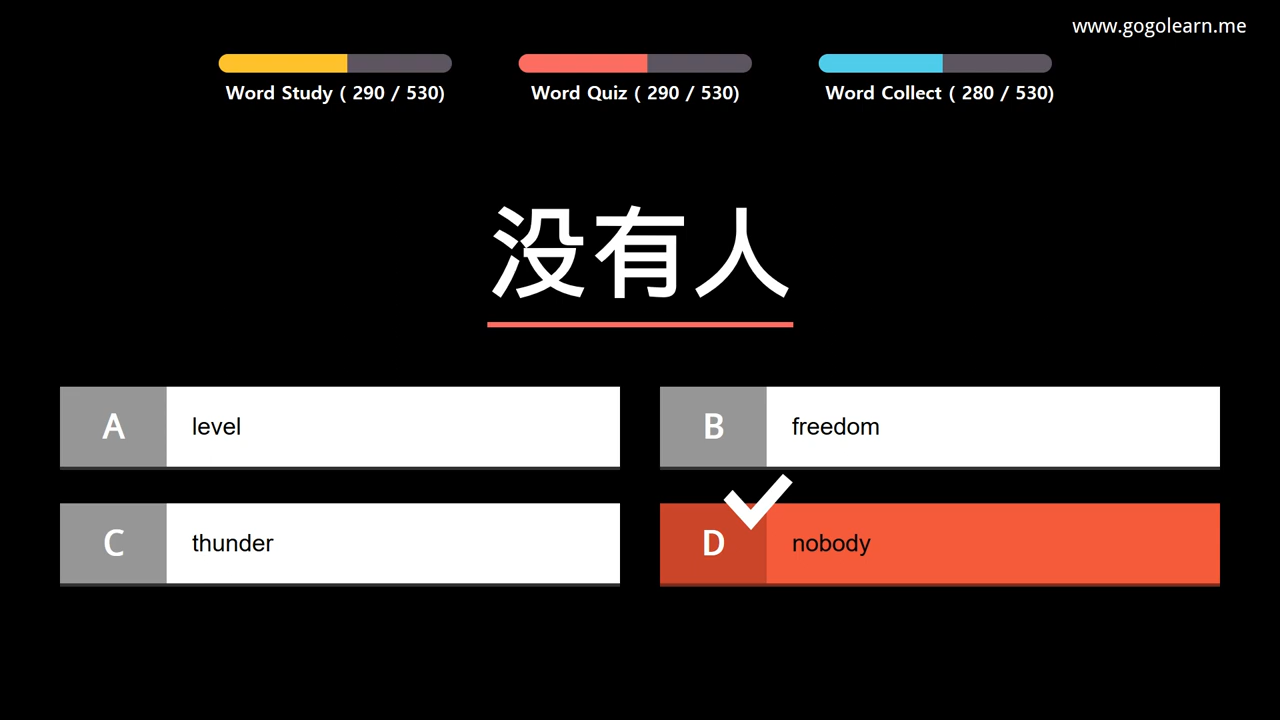 www.gogolearn.me
Word Study ( 290 / 530)
Word Quiz ( 290 / 530)
Word Collect ( 280 / 530)
没有人
A level
B freedom
C thunder
D nobody